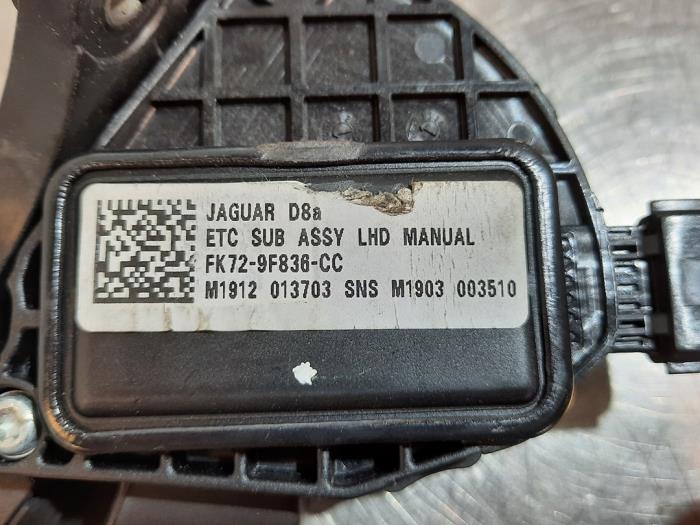 JAGUAR D8a
ETC SUB ASSY LHD MANUAL
FK72-9F836-CC
M1912 013703 SNS M1903 003510